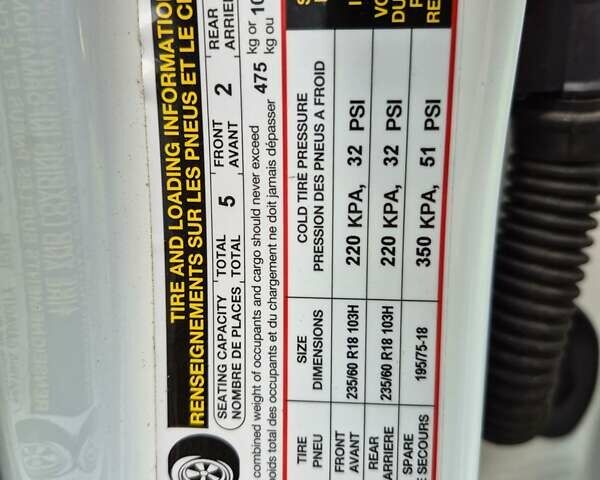 TIRE AND LOADING INFORMATION
RENSEIGNEMENTS SUR LES PNEUS ET LE
SEATING CAPACITY TOTAL 5 FRONT 2 REAR
NOMBRE DE PLACES TOTAL AVANT
combined weight of occupants and cargo should never exceed 475 kg or
poids total des occupants et du chargement ne doit jamais dépasser kg ou
TIRE SIZE COLD TIRE PRESSURE
PNEU DIMENSIONS PRESSION DES PNEUS A FROID
FRONT 235/60 R18 103H 220 KPA, 32 PSI
AVANT
REAR 235/60 R18 103H 220 KPA, 32 PSI
ARRIERE
SPARE 195/75-18 350 KPA, 51 PSI
SECOURS